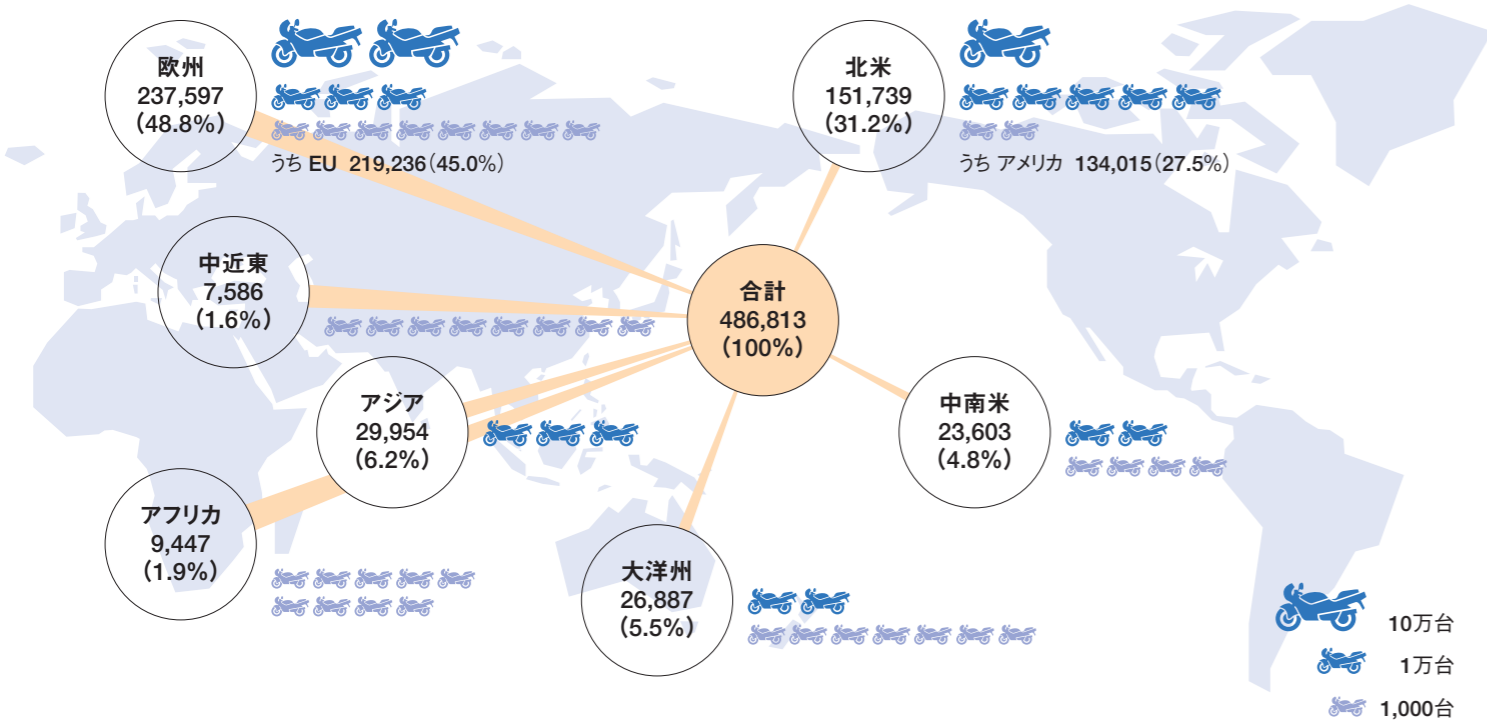 欧州
237,597
(48.8%)
うち EU 219,236(45.0%)
北米
151,739
(31.2%)
うち アメリカ 134,015(27.5%)
中近東
7,586
(1.6%)
合計
486,813
(100%)
アジア
29,954
(6.2%)
中南米
23,603
(4.8%)
アフリカ
9,447
(1.9%)
大洋州
26,887
(5.5%)
10万台
1万台
1,000台